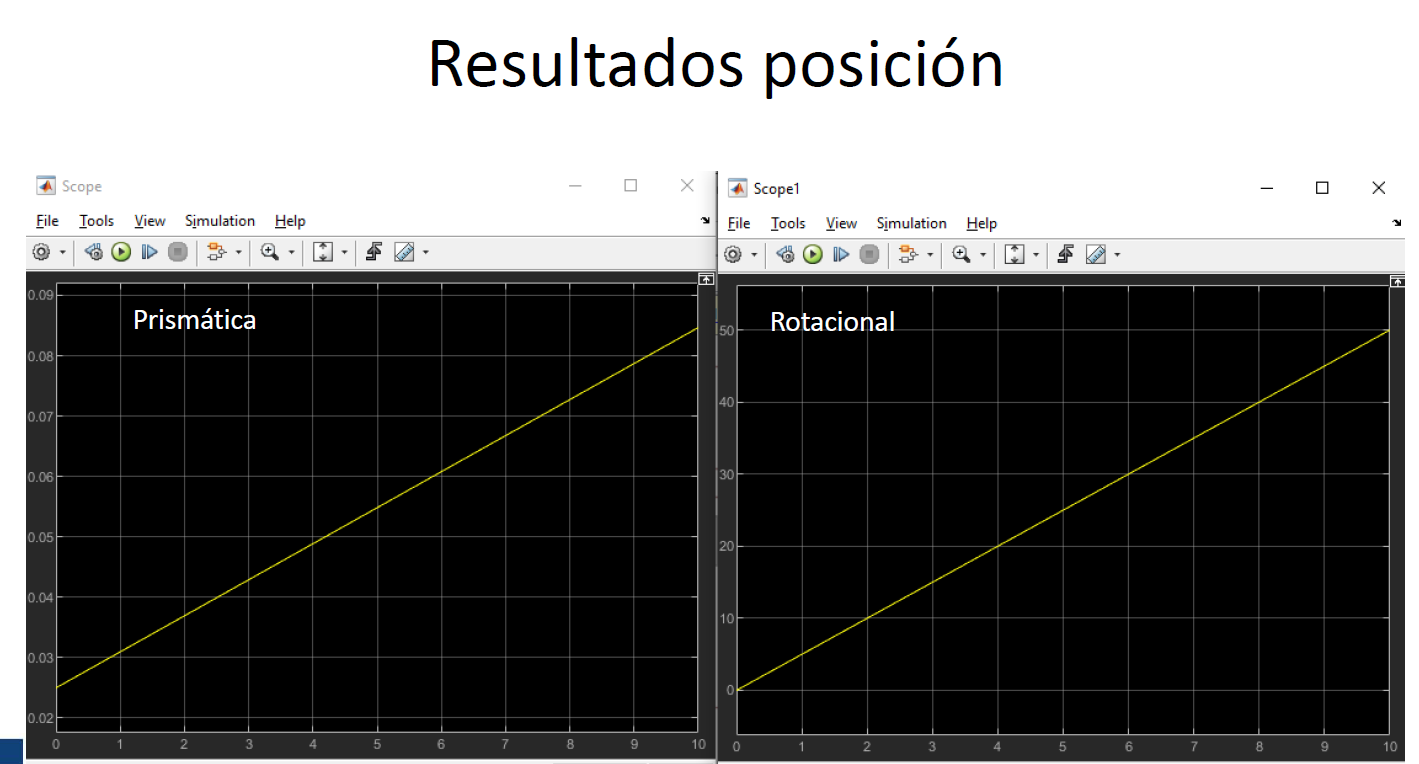 Resultados posición
Scope
File Tools View Simulation Help
0.09
Prismática
0.08
0.07
0.06
0.05
0.04
0.03
0.02
0 1 2 3 4 5 6 7 8 9 10
Scope1
File Tools View Simulation Help
Rotacional
50
40
30
20
10
0
0 1 2 3 4 5 6 7 8 9 10